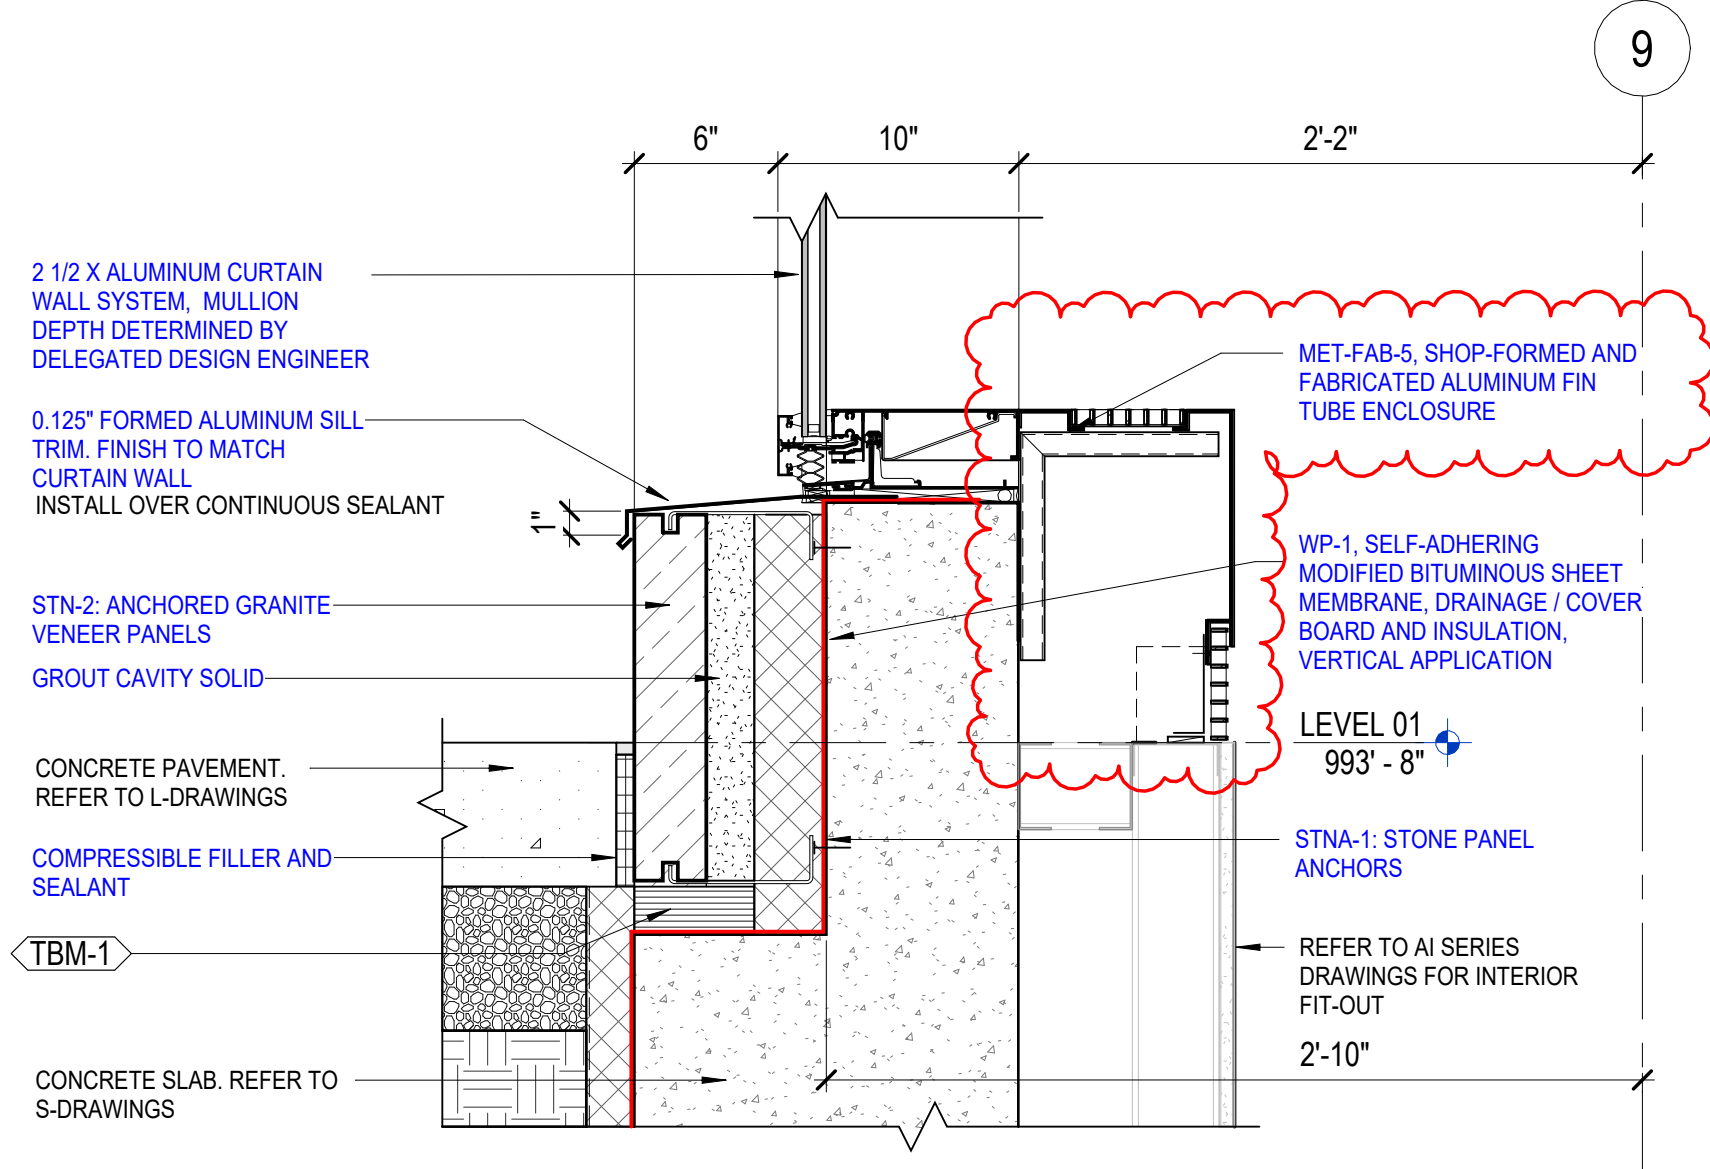 9
6"
10"
2'-2"
2 1/2 X ALUMINUM CURTAIN
WALL SYSTEM, MULLION
DEPTH DETERMINED BY
DELEGATED DESIGN ENGINEER
0.125" FORMED ALUMINUM SILL
TRIM. FINISH TO MATCH
CURTAIN WALL
INSTALL OVER CONTINUOUS SEALANT
1"
STN-2: ANCHORED GRANITE
VENEER PANELS
GROUT CAVITY SOLID
CONCRETE PAVEMENT.
REFER TO L-DRAWINGS
COMPRESSIBLE FILLER AND
SEALANT
TBM-1
CONCRETE SLAB. REFER TO
S-DRAWINGS
MET-FAB-5, SHOP-FORMED AND
FABRICATED ALUMINUM FIN
TUBE ENCLOSURE
WP-1, SELF-ADHERING
MODIFIED BITUMINOUS SHEET
MEMBRANE, DRAINAGE / COVER
BOARD AND INSULATION,
VERTICAL APPLICATION
LEVEL 01
993' - 8"
STNA-1: STONE PANEL
ANCHORS
REFER TO AI SERIES
DRAWINGS FOR INTERIOR
FIT-OUT
2'-10"